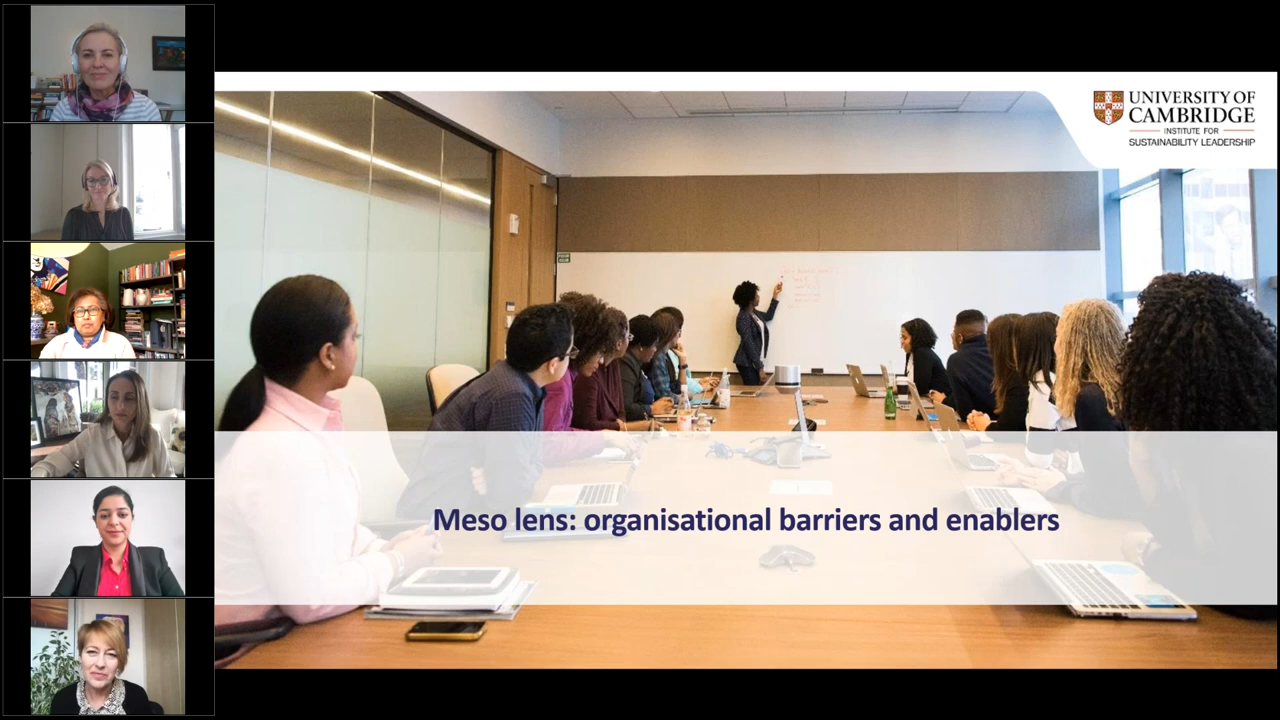 UNIVERSITY OF
CAMBRIDGE
INSTITUTE FOR
SUSTAINABILITY LEADERSHIP
Meso lens: organisational barriers and enablers